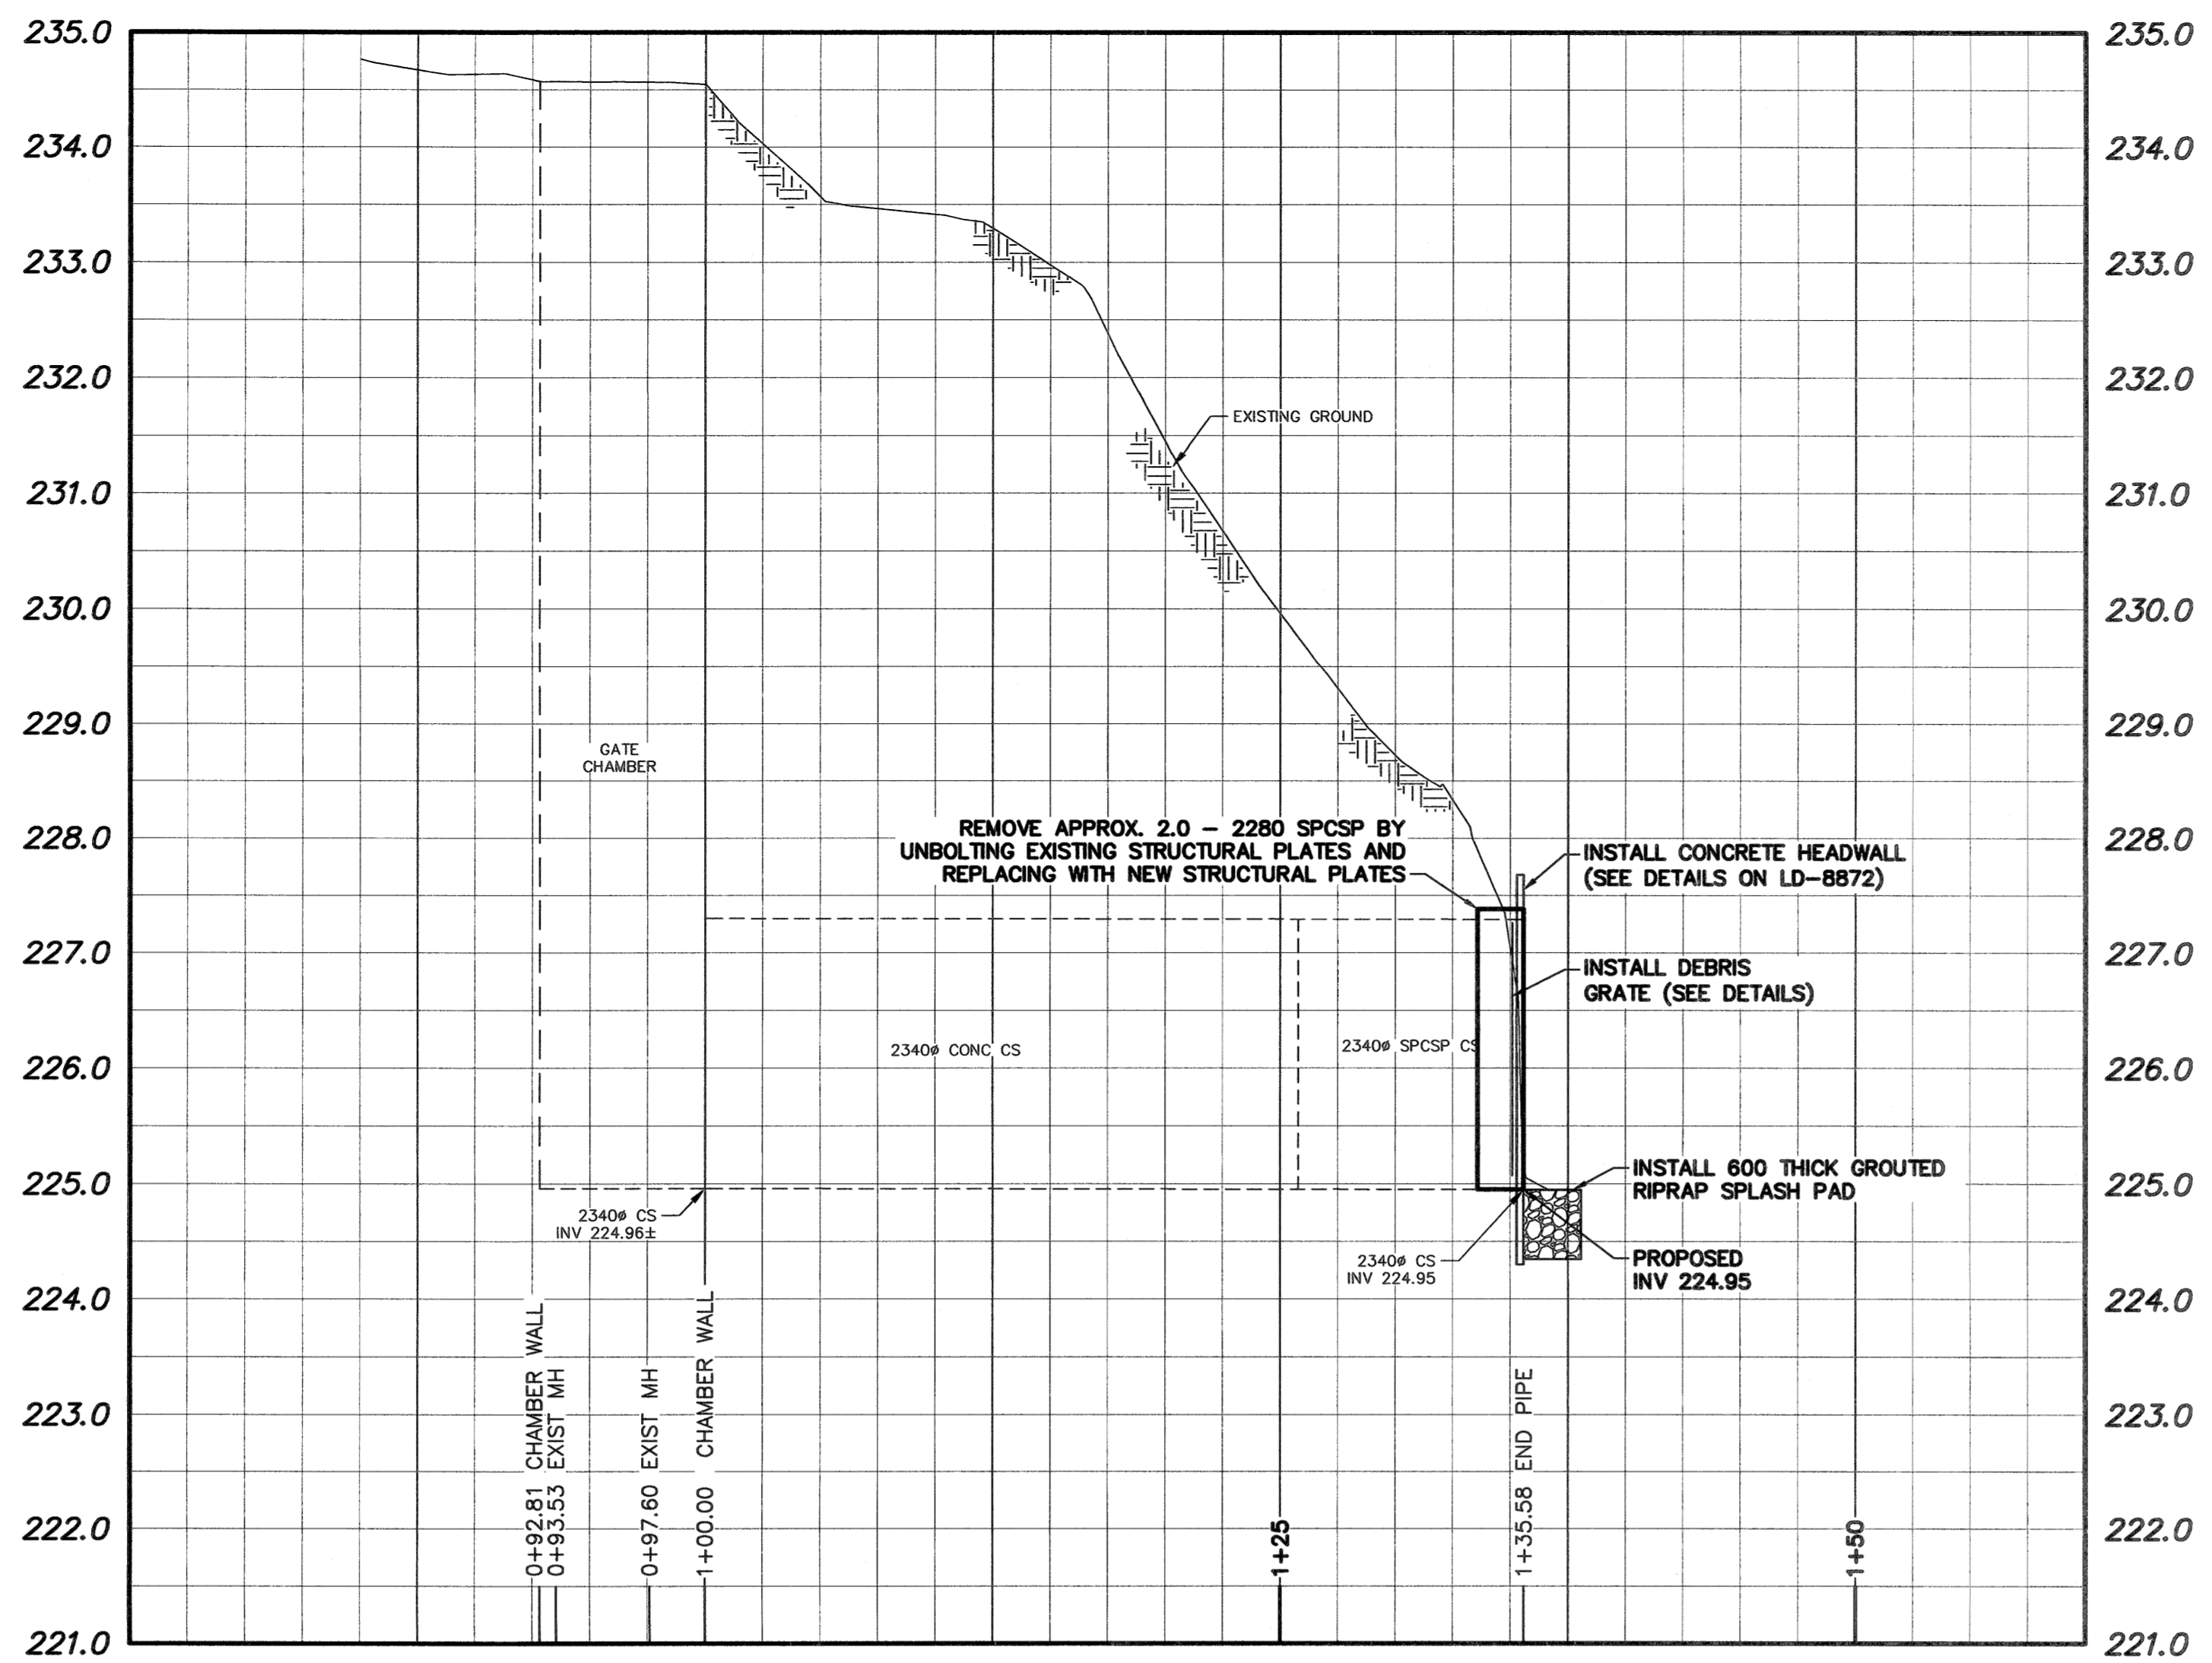 235.0 235.0
234.0 234.0
233.0 233.0
232.0 232.0
EXISTING GROUND
231.0 231.0
230.0 230.0
229.0 229.0
GATE
CHAMBER
REMOVE APPROX. 2.0 – 2280 SPCSP BY
UNBOLTING EXISTING STRUCTURAL PLATES AND
REPLACING WITH NEW STRUCTURAL PLATES
228.0 228.0
INSTALL CONCRETE HEADWALL
(SEE DETAILS ON LD-8872)
227.0 227.0
INSTALL DEBRIS
GRATE (SEE DETAILS)
2340ø CONC CS
2340ø SPCSP CS
226.0 226.0
225.0 225.0
INSTALL 600 THICK GROUTED
RIPRAP SPLASH PAD
2340ø CS
INV 224.96±
2340ø CS
INV 224.95
PROPOSED
INV 224.95
224.0 224.0
223.0 223.0
222.0 222.0
221.0 221.0
0+92.81 CHAMBER WALL
0+93.53 EXIST MH
0+97.60 EXIST MH
1+00.00 CHAMBER WALL
1+25
1+35.58 END PIPE
1+50